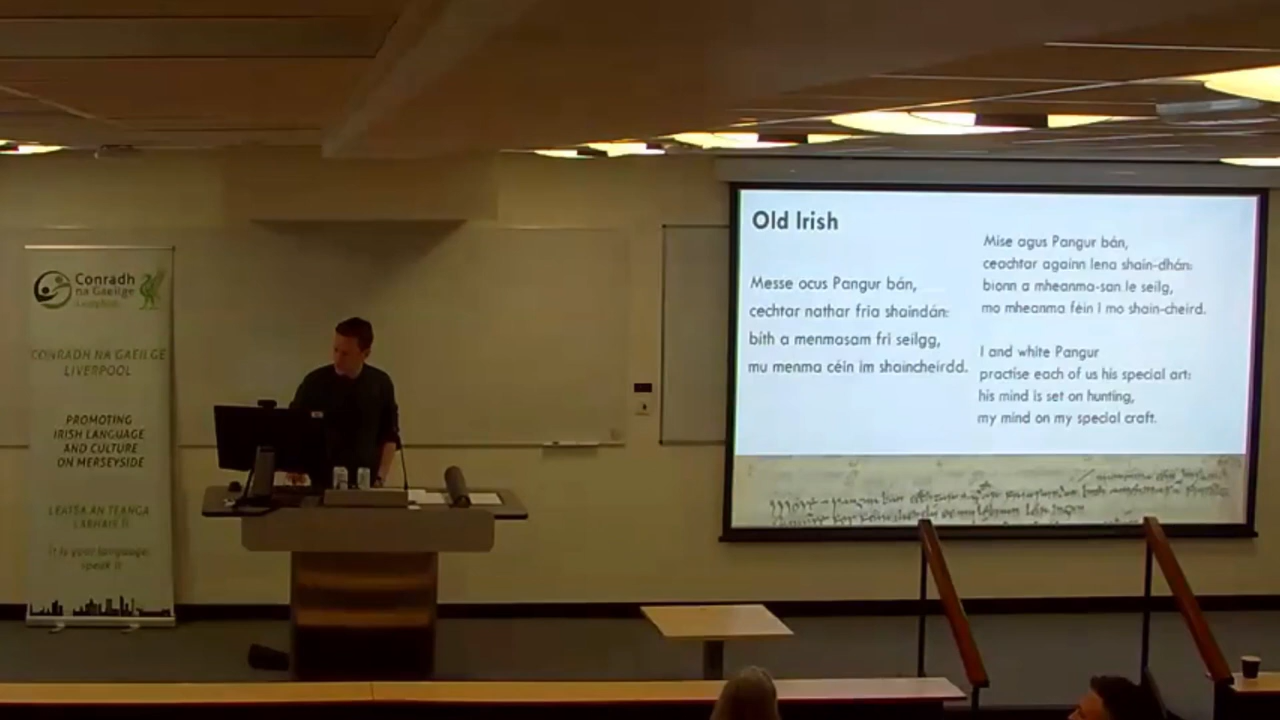 Conradh
na Gaeilge
CONRADH NA GAEILGE
LIVERPOOL
PROMOTING
IRISH LANGUAGE
AND CULTURE
ON MERSEYSIDE
LEATSA AN TEANGA
LABHAIR Í
It is your language
speak it
Old Irish
Messe ocus Pangur bán,
cechtar nathar fria shaindán:
bíth a menmasam fri seilgg,
mu menma céin im shaincheirdd.
Mise agus Pangur bán,
ceachtar againn lena shain-dhán:
bíonn a mheanma-san le seilg,
mo mheanma féin i mo shain-cheird.
I and white Pangur
practise each of us his special art:
his mind is set on hunting,
my mind on my special craft.